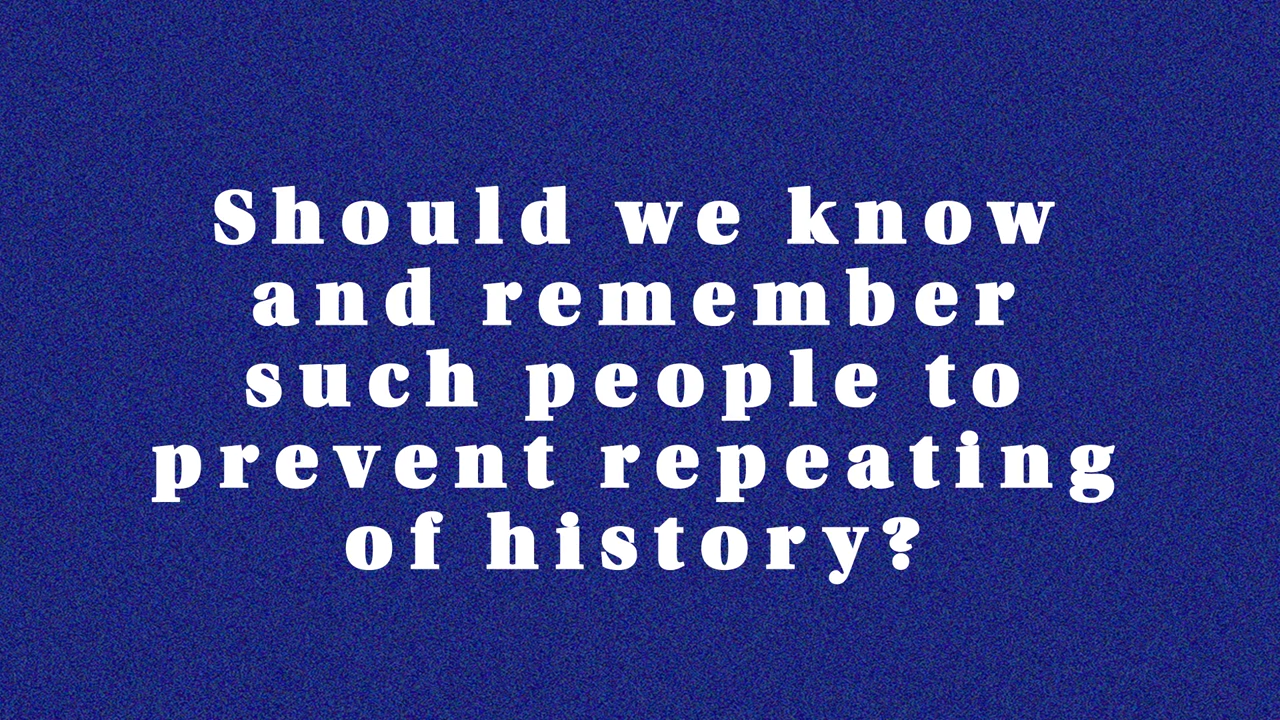 Should we know
and remember
such people to
prevent repeating
of history?